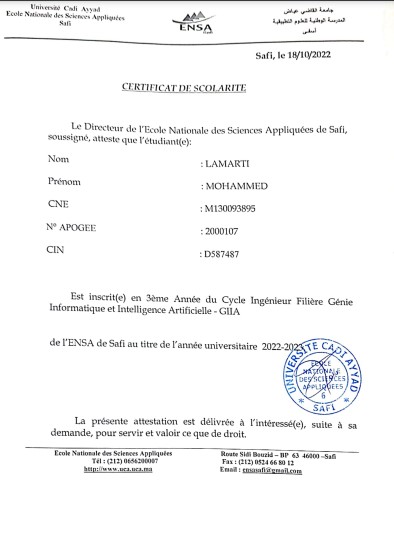 Université Cadi Ayyad
Ecole Nationale des Sciences Appliquées
Safi
ENSA
جامعة القاضي عياض
المدرسة الوطنية للعلوم التطبيقية
آسفي
Safi, le 18/10/2022
CERTIFICAT DE SCOLARITE
Le Directeur de l'Ecole Nationale des Sciences Appliquées de Safi,
soussigné, atteste que l'étudiant(e):
Nom : LAMARTI
Prénom : MOHAMMED
CNE : M130093895
N° APOGEE : 2000107
CIN : D587487
Est inscrit(e) en 3ème Année du Cycle Ingénieur Filière Génie
Informatique et Intelligence Artificielle - GIIA
de l'ENSA de Safi au titre de l'année universitaire 2022-2023
UNIVERSITE CADI AYYAD
ECOLE
NATIONALE
DES SCIENCES
APPLIQUEES
6
* SAFI *
La présente attestation est délivrée à l'intéressé(e), suite à sa
demande, pour servir et valoir ce que de droit.
Ecole Nationale des Sciences Appliquées
Tél : (212) 0656200007
http://www.uca.uca.ma
Route Sidi Bouzid – BP 63 46000 –Safi
Fax : (212) 0524 66 80 12
Email : ensasafi@gmail.com